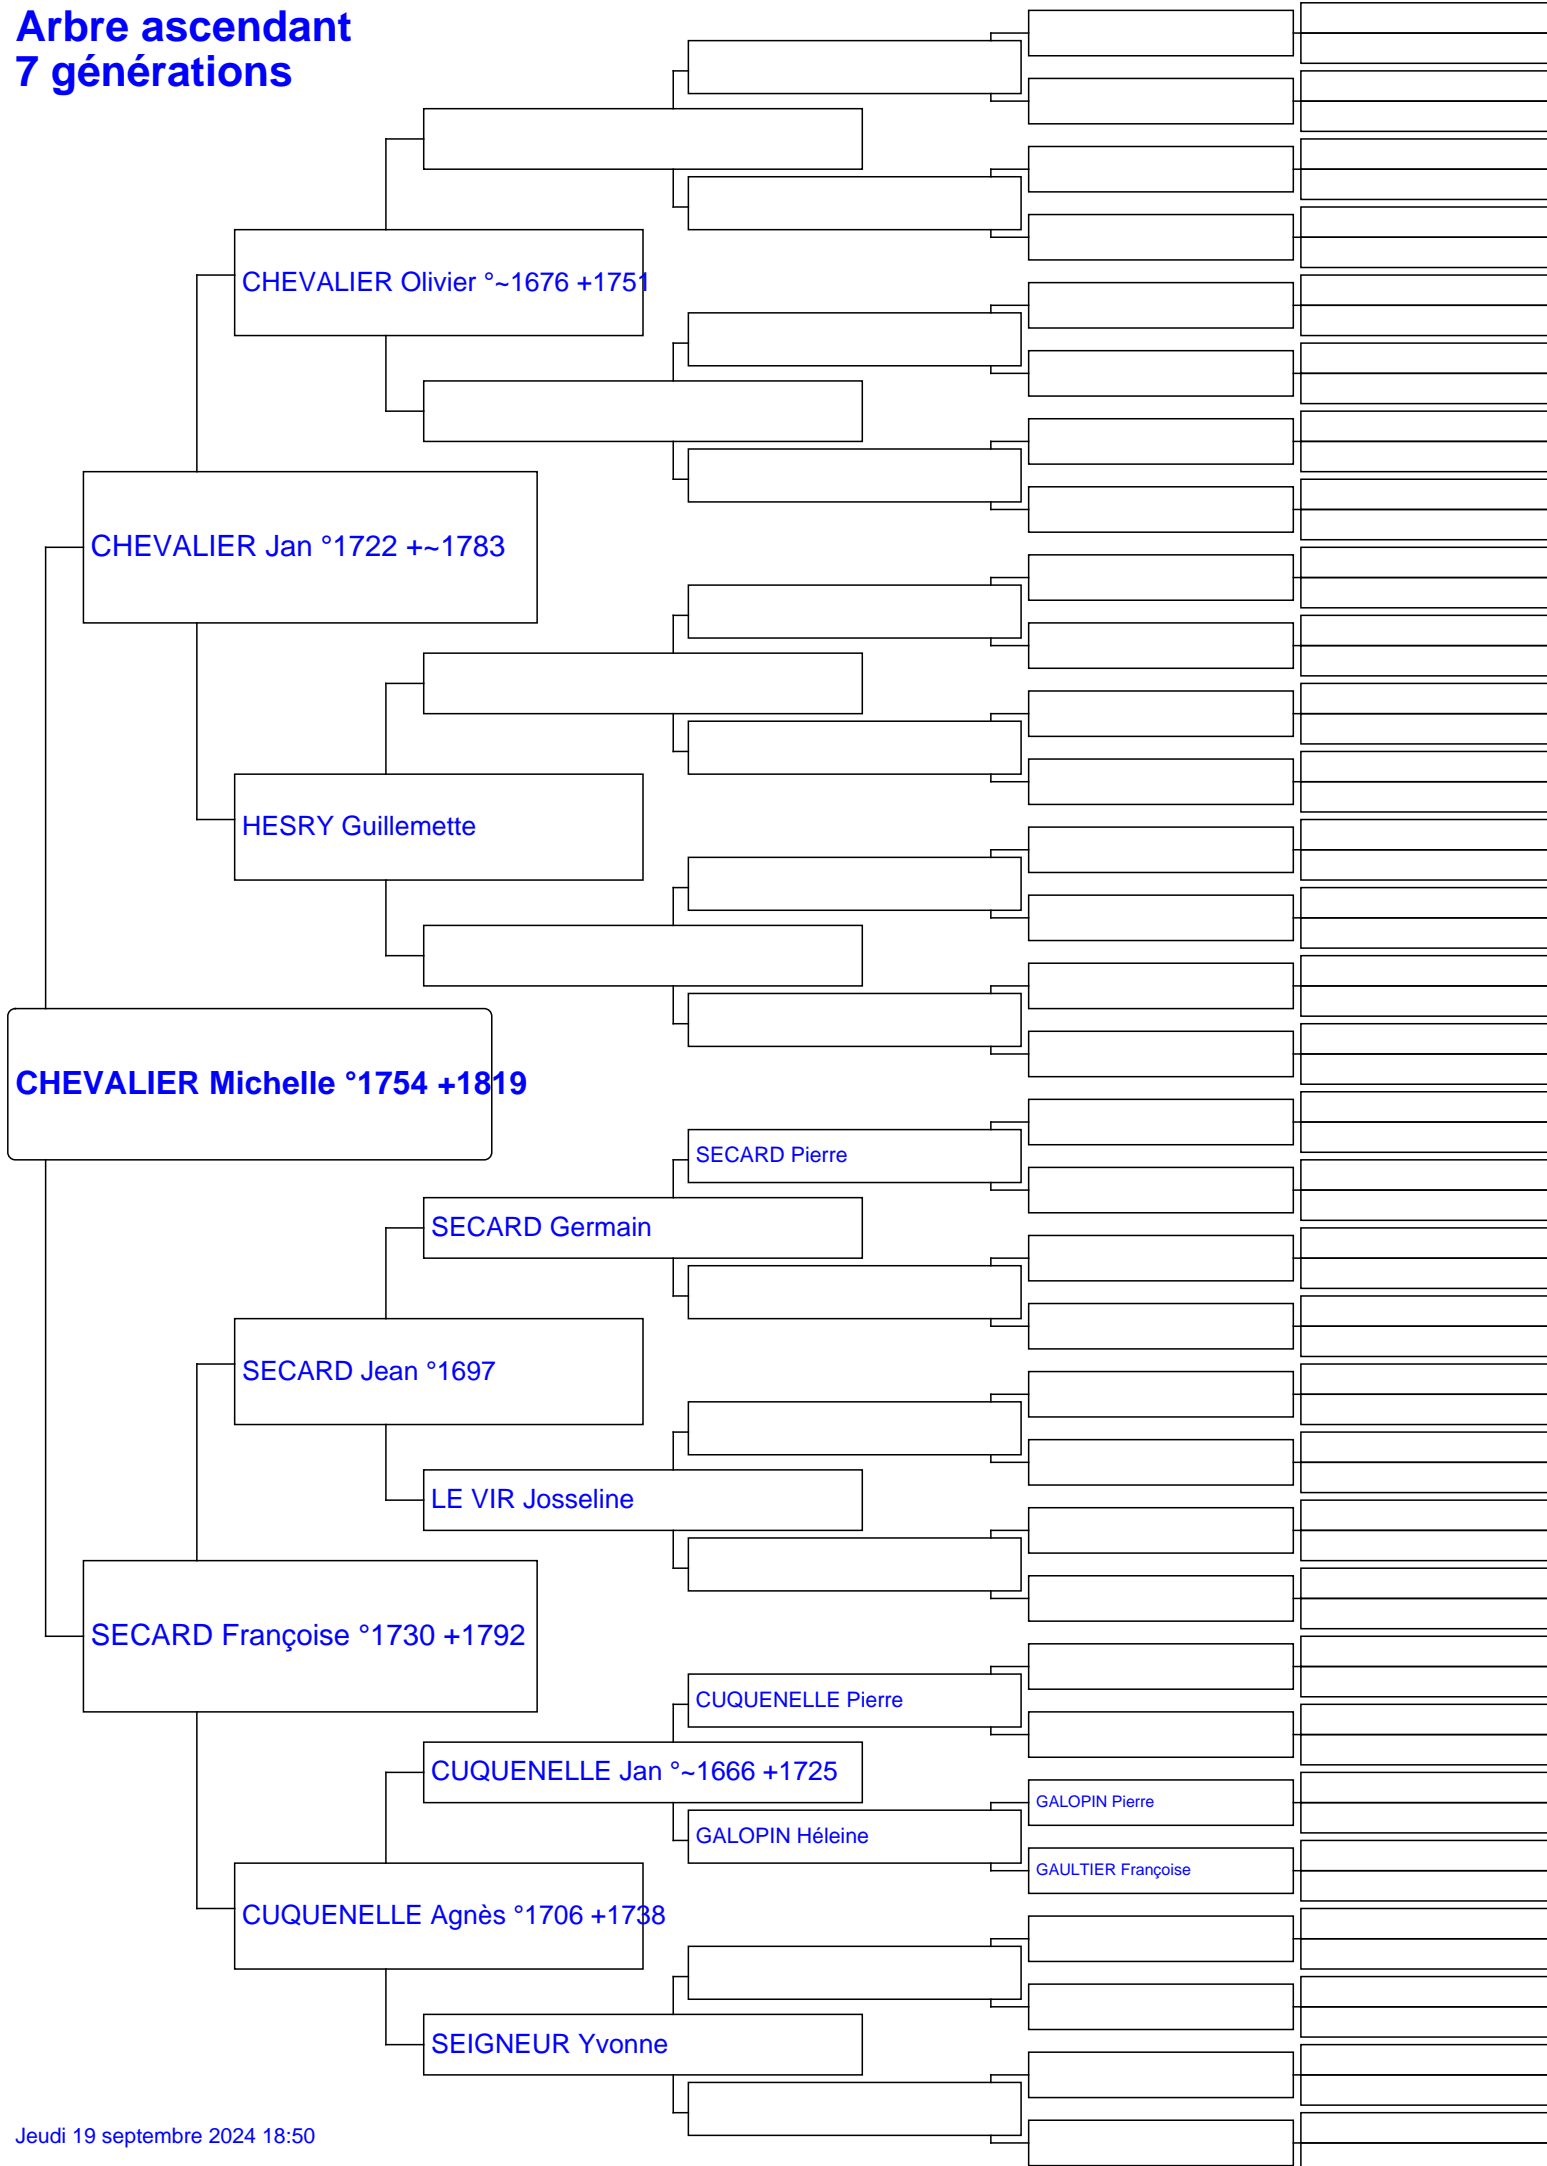 Arbre ascendant
7 générations
CHEVALIER Olivier °~1676 +1751
CHEVALIER Jan °1722 +~1783
HESRY Guillemette
CHEVALIER Michelle °1754 +1819
SECARD Pierre
SECARD Germain
SECARD Jean °1697
LE VIR Josseline
SECARD Françoise °1730 +1792
CUQUENELLE Pierre
CUQUENELLE Jan °~1666 +1725
GALOPIN Pierre
GALOPIN Héleine
GAULTIER Françoise
CUQUENELLE Agnès °1706 +1738
SEIGNEUR Yvonne
Jeudi 19 septembre 2024 18:50